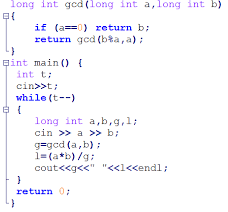 long int gcd(long int a,long int b)
{
if (a==0) return b;
return gcd(b%a,a);
}
int main() {
int t;
cin>>t;
while(t--)
{
long int a,b,g,l;
cin >> a >> b;
g=gcd(a,b);
l=(a*b)/g;
cout<<g<<" "<<l<<endl;
}
return 0;
}